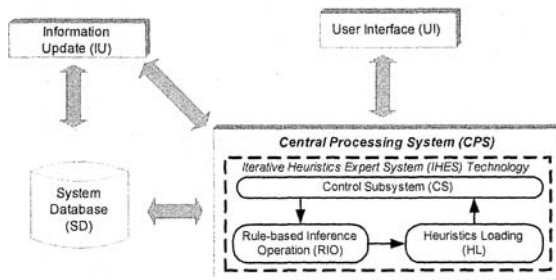 Information
Update (IU)
User Interface (UI)
Central Processing System (CPS)
Iterative Heuristics Expert System (IHES) Technology
Control Subsystem (CS)
System
Database
(SD)
Rule-based Inference
Operation (RIO)
Heuristics Loading
(HL)